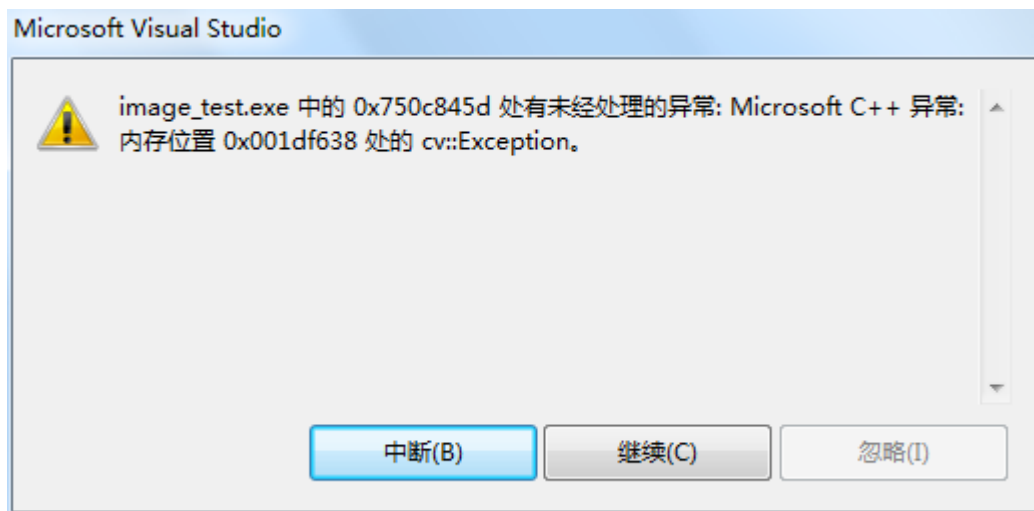 Microsoft Visual Studio
image_test.exe 中的 0x750c845d 处有未经处理的异常: Microsoft C++ 异常:
内存位置 0x001df638 处的 cv::Exception。
中断(B)
继续(C)
忽略(I)